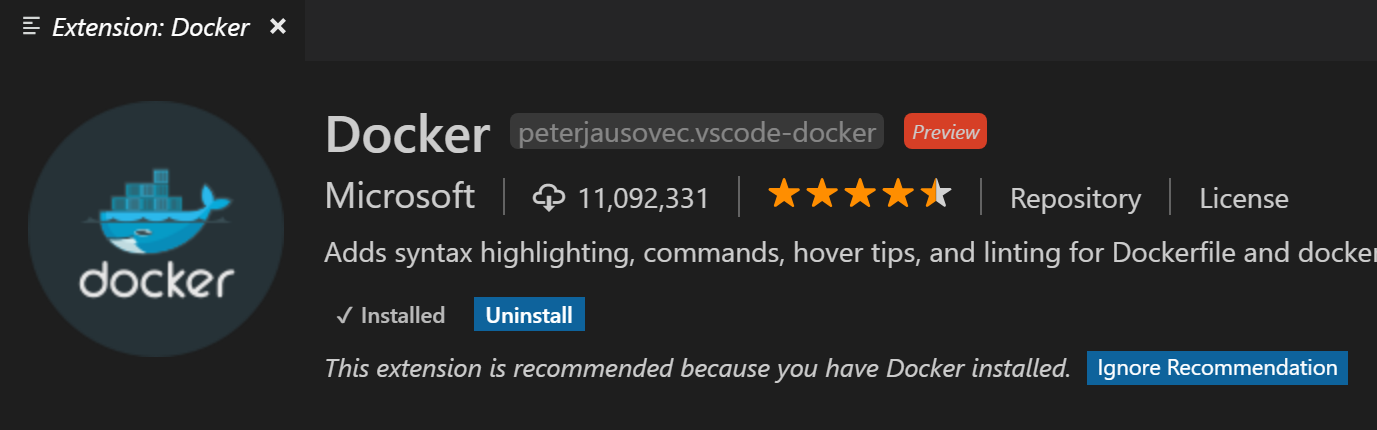 Extension: Docker
Docker peterjausovec.vscode-docker Preview
Microsoft 11,092,331 Repository License
Adds syntax highlighting, commands, hover tips, and linting for Dockerfile and docker
docker
✓ Installed Uninstall
This extension is recommended because you have Docker installed. Ignore Recommendation